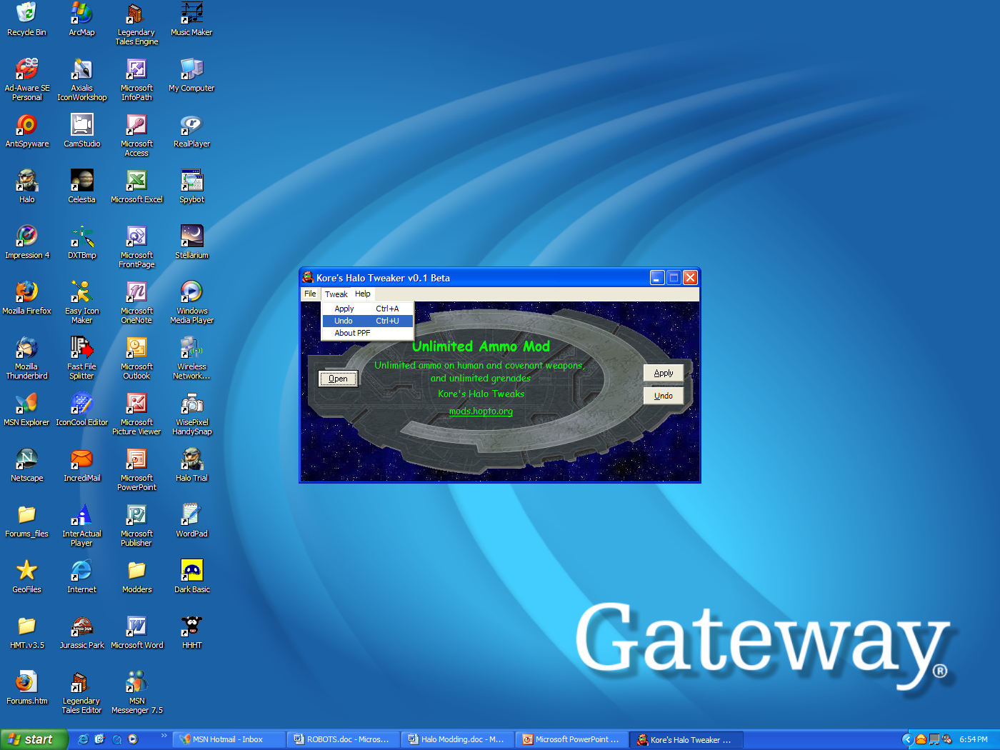 Recycle Bin
ArcMap
Legendary
Tales Engine
Music Maker
Ad-Aware SE
Personal
Axialis
IconWorkshop
Microsoft
InfoPath
My Computer
AntiSpyware
CamStudio
Microsoft
Access
RealPlayer
Halo
Celestia
Microsoft Excel
Spybot
Impression 4
DXTBmp
Microsoft
FrontPage
Stellarium
Mozilla Firefox
Easy Icon
Maker
Microsoft
OneNote
Windows
Media Player
Mozilla
Thunderbird
Fast File
Splitter
Microsoft
Outlook
Wireless
Network...
MSN Explorer
IconCool Editor
Microsoft
Picture Viewer
WisePixel
HandySnap
Netscape
IncrediMail
Microsoft
PowerPoint
Halo Trial
Forums_files
InterActual
Player
Microsoft
Publisher
WordPad
GeoFiles
Internet
Modders
Dark Basic
HMT.v3.5
Jurassic Park
Microsoft Word
HHHT
Forums.htm
Legendary
Tales Editor
MSN
Messenger 7.5
Kore's Halo Tweaker v0.1 Beta
File Tweak Help
Apply Ctrl+A
Undo Ctrl+U
About PPF
Unlimited Ammo Mod
Unlimited ammo on human and covenant weapons,
and unlimited grenades
Kore's Halo Tweaks
mods.hopto.org
Open
Apply
Undo
Gateway®
start
MSN Hotmail - Inbox
ROBOTS.doc - Micros...
Halo Modding.doc - M...
Microsoft PowerPoint ...
Kore's Halo Tweaker ...
6:54 PM